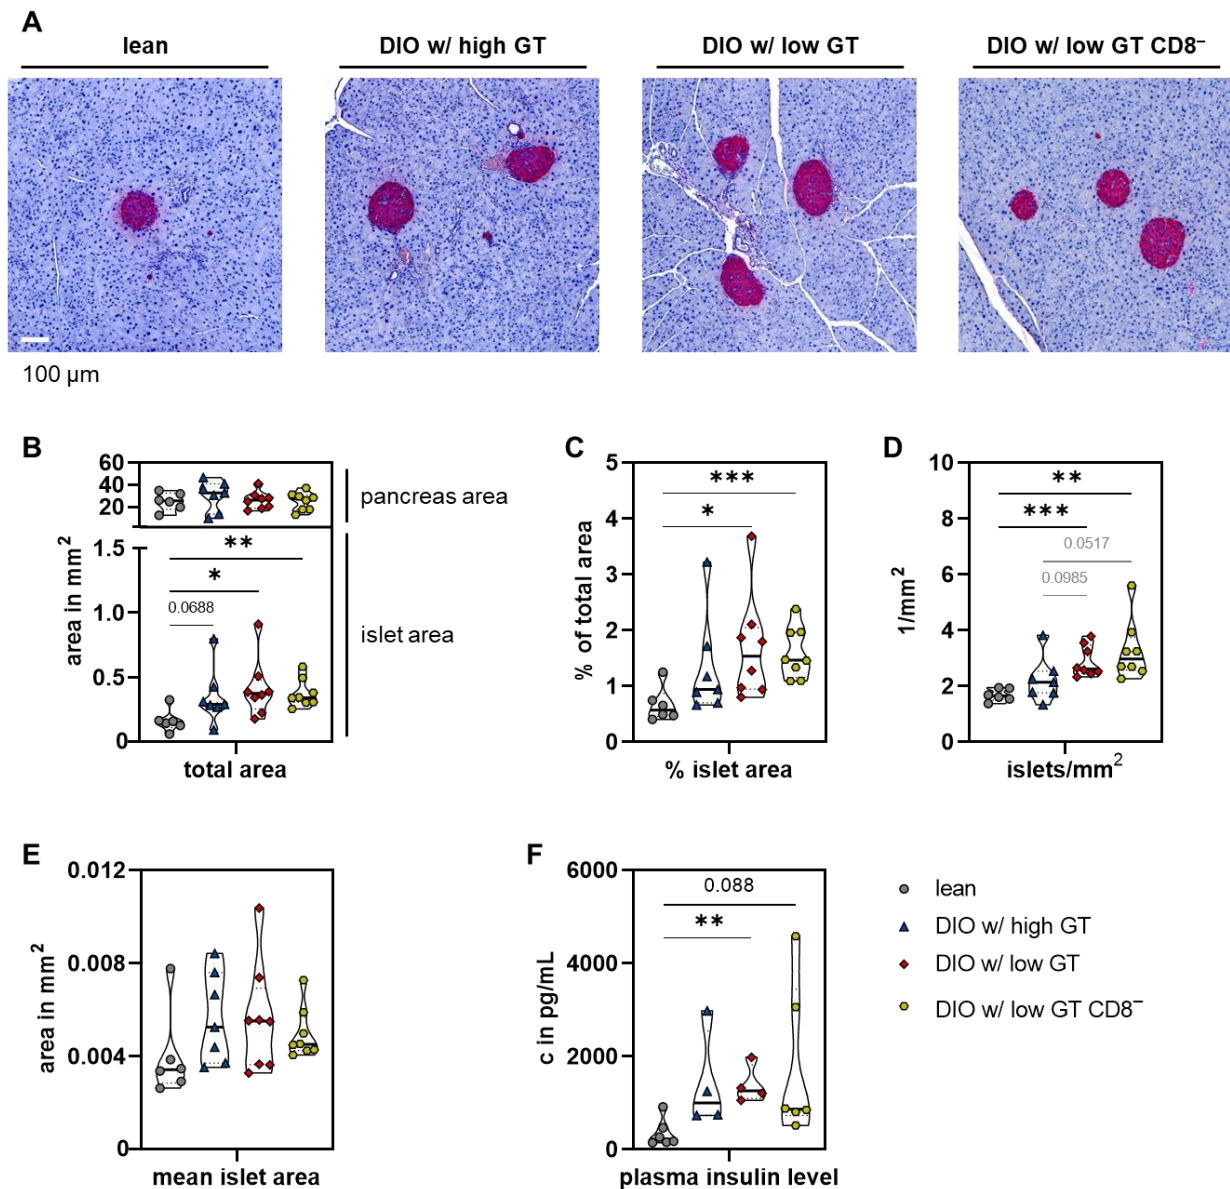 A
lean
DIO w/ high GT
DIO w/ low GT
DIO w/ low GT CD8⁻
100 µm
B
60
40
20
area in mm²
1.5
1.0
0.5
0
**
*
0.0688
pancreas area
islet area
total area
C
5
4
3
2
1
0
% of total area
***
*
% islet area
D
10
8
6
4
2
0
1/mm²
**
***
0.0517
0.0985
islets/mm²
E
0.012
0.008
0.004
0
area in mm²
mean islet area
F
6000
4000
2000
0
c in pg/mL
0.088
**
plasma insulin level
lean
DIO w/ high GT
DIO w/ low GT
DIO w/ low GT CD8⁻